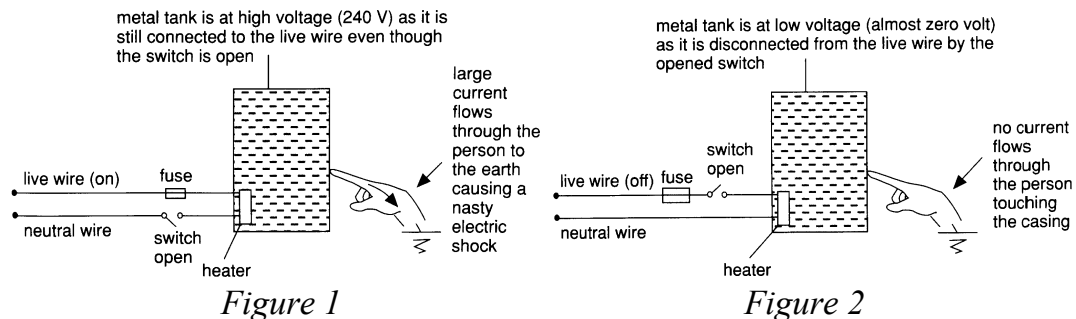 metal tank is at high voltage (240 V) as it is
still connected to the live wire even though
the switch is open
large
current
flows
through the
person to
the earth
causing a
nasty
electric
shock
live wire (on)
fuse
neutral wire
switch
open
heater
Figure 1
metal tank is at low voltage (almost zero volt)
as it is disconnected from the live wire by the
opened switch
no current
flows
through
the person
touching
the casing
switch
open
live wire (off)
fuse
neutral wire
heater
Figure 2